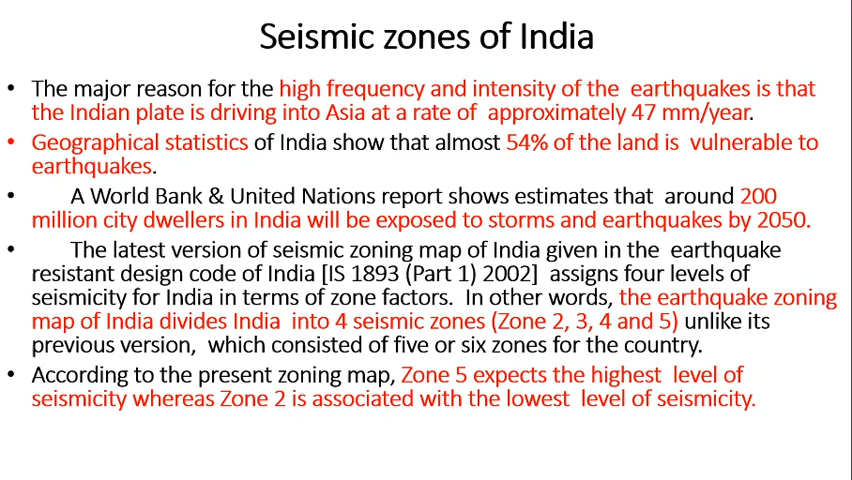 Seismic zones of India
• The major reason for the high frequency and intensity of the earthquakes is that
the Indian plate is driving into Asia at a rate of approximately 47 mm/year.
• Geographical statistics of India show that almost 54% of the land is vulnerable to
earthquakes.
• A World Bank & United Nations report shows estimates that around 200
million city dwellers in India will be exposed to storms and earthquakes by 2050.
• The latest version of seismic zoning map of India given in the earthquake
resistant design code of India [IS 1893 (Part 1) 2002] assigns four levels of
seismicity for India in terms of zone factors. In other words, the earthquake zoning
map of India divides India into 4 seismic zones (Zone 2, 3, 4 and 5) unlike its
previous version, which consisted of five or six zones for the country.
• According to the present zoning map, Zone 5 expects the highest level of
seismicity whereas Zone 2 is associated with the lowest level of seismicity.